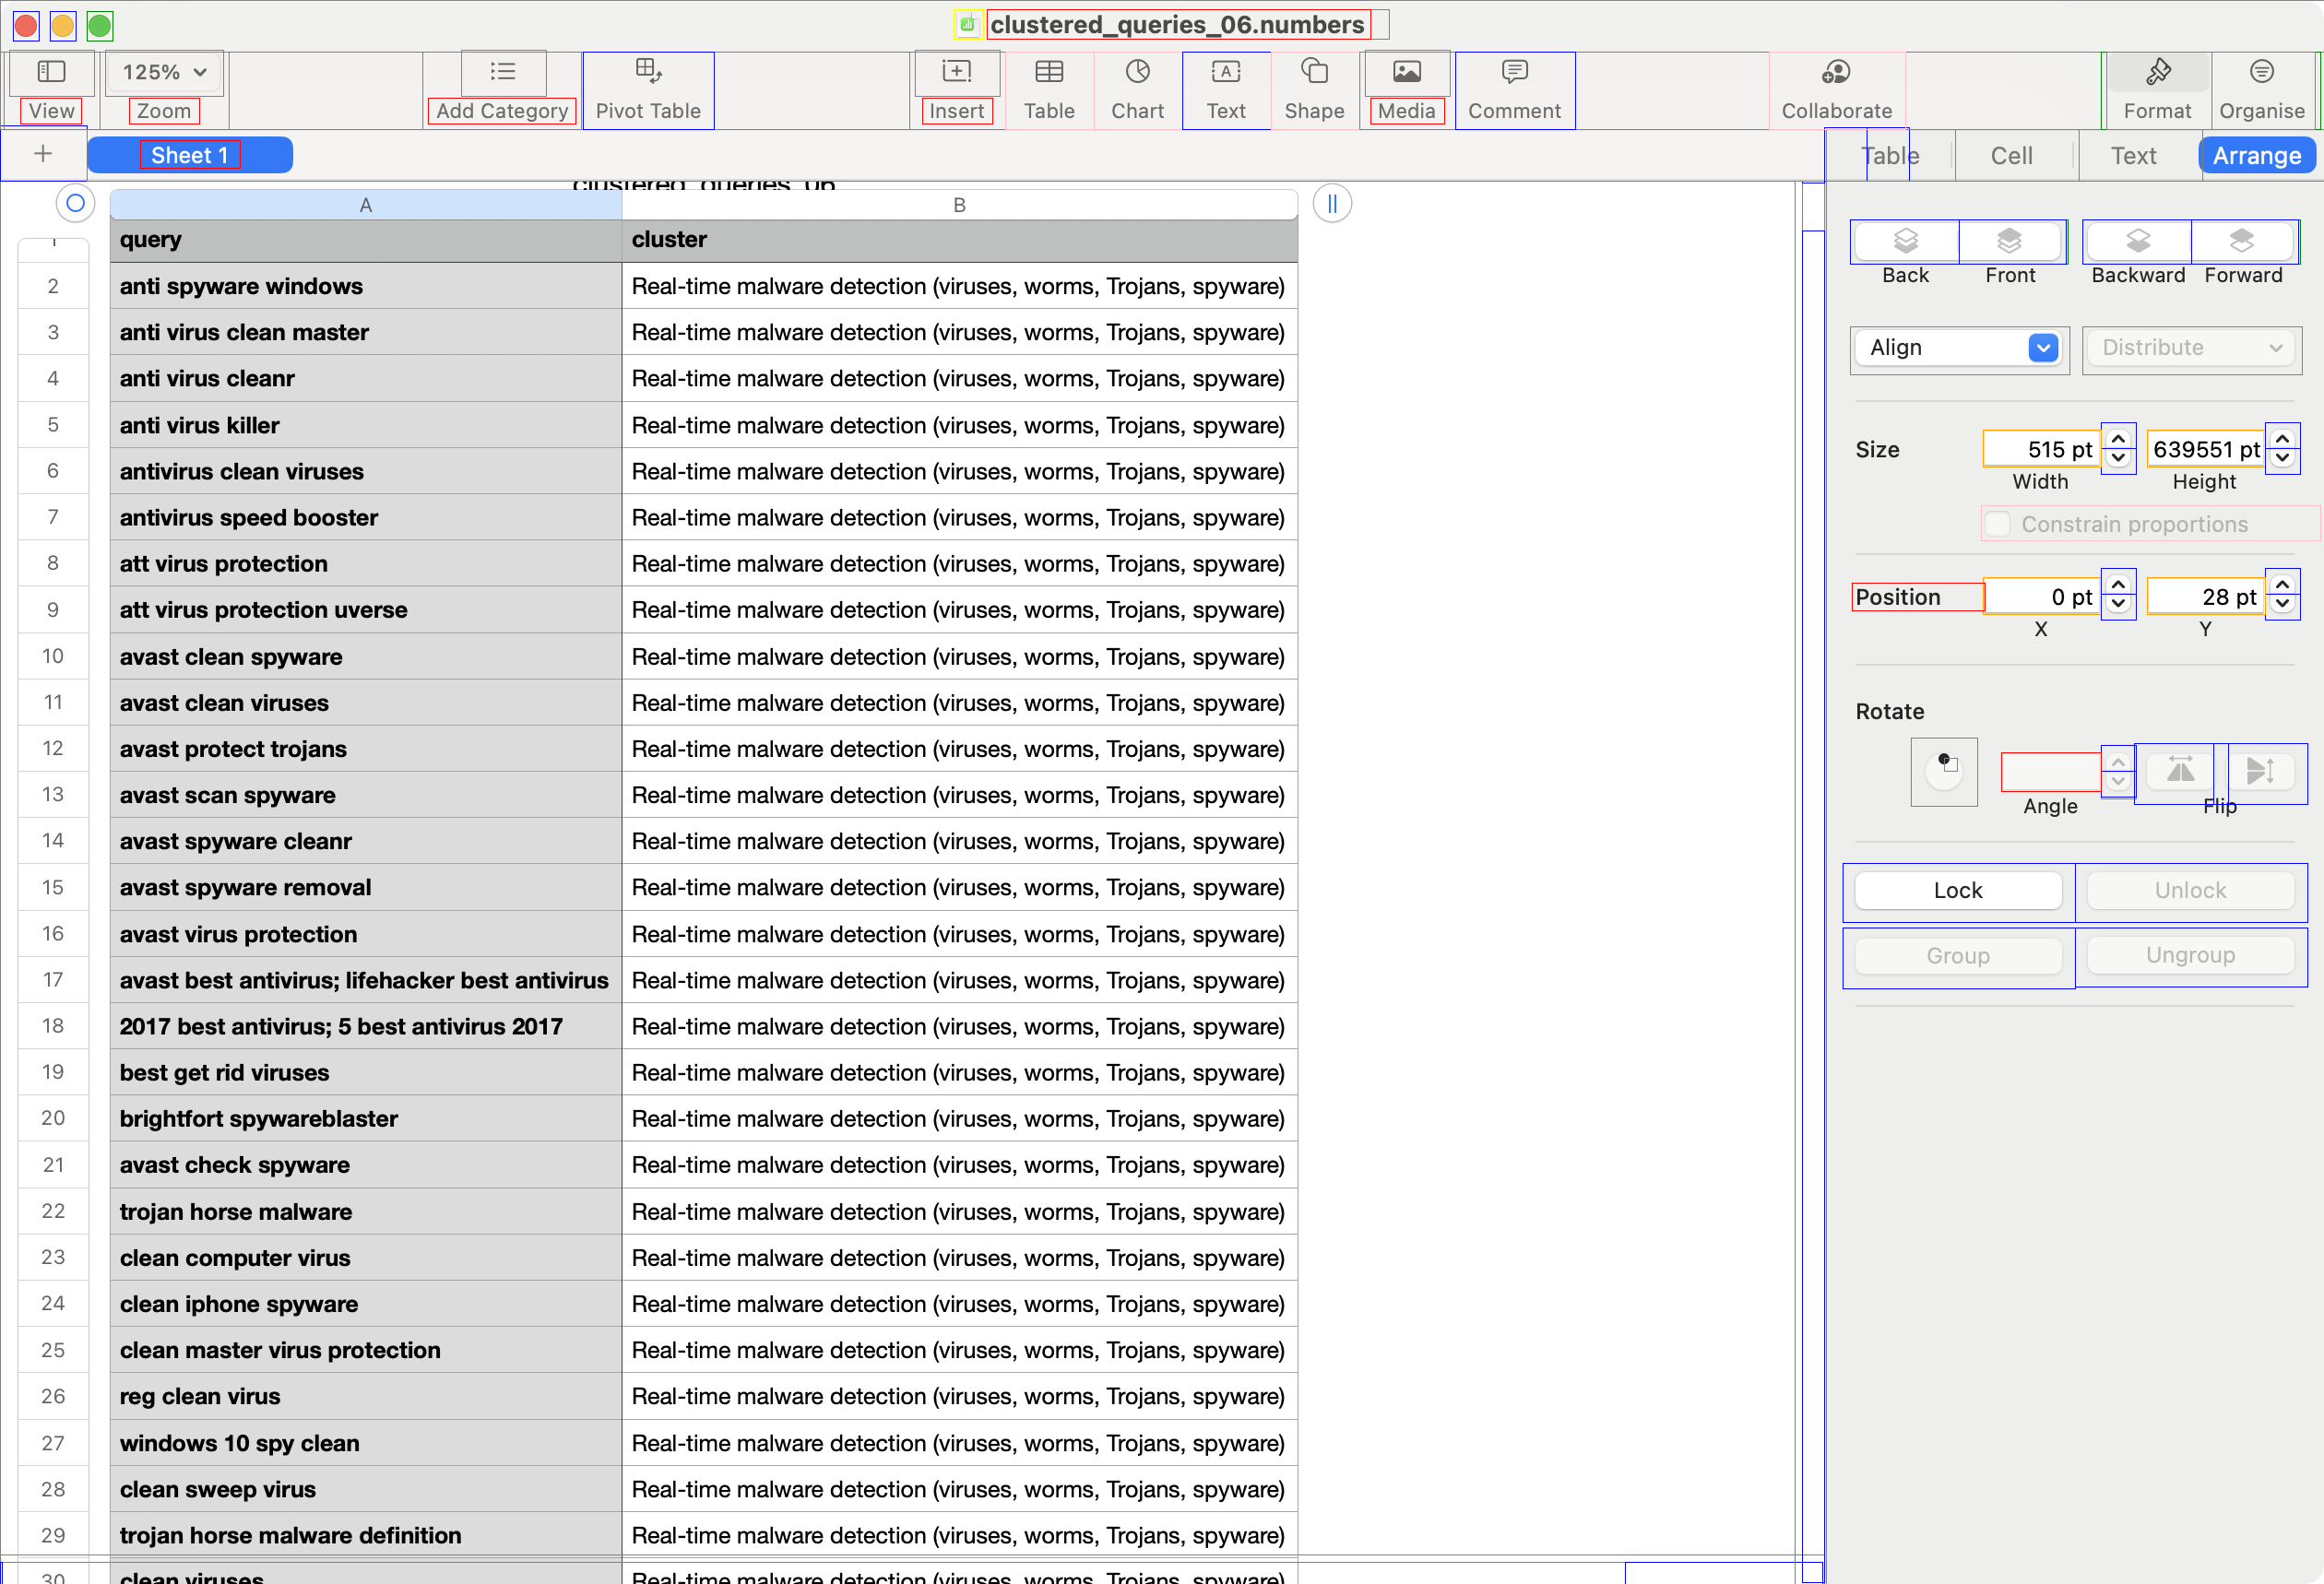 clustered_queries_06.numbers
125%
View
Zoom
Add Category
Pivot Table
Insert
Table
Chart
Text
Shape
Media
Comment
Collaborate
Format
Organise
Sheet 1
Table
Cell
Text
Arrange
clustered_queries_06
A
B
1 query cluster
2 anti spyware windows Real-time malware detection (viruses, worms, Trojans, spyware)
3 anti virus clean master Real-time malware detection (viruses, worms, Trojans, spyware)
4 anti virus cleanr Real-time malware detection (viruses, worms, Trojans, spyware)
5 anti virus killer Real-time malware detection (viruses, worms, Trojans, spyware)
6 antivirus clean viruses Real-time malware detection (viruses, worms, Trojans, spyware)
7 antivirus speed booster Real-time malware detection (viruses, worms, Trojans, spyware)
8 att virus protection Real-time malware detection (viruses, worms, Trojans, spyware)
9 att virus protection uverse Real-time malware detection (viruses, worms, Trojans, spyware)
10 avast clean spyware Real-time malware detection (viruses, worms, Trojans, spyware)
11 avast clean viruses Real-time malware detection (viruses, worms, Trojans, spyware)
12 avast protect trojans Real-time malware detection (viruses, worms, Trojans, spyware)
13 avast scan spyware Real-time malware detection (viruses, worms, Trojans, spyware)
14 avast spyware cleanr Real-time malware detection (viruses, worms, Trojans, spyware)
15 avast spyware removal Real-time malware detection (viruses, worms, Trojans, spyware)
16 avast virus protection Real-time malware detection (viruses, worms, Trojans, spyware)
17 avast best antivirus; lifehacker best antivirus Real-time malware detection (viruses, worms, Trojans, spyware)
18 2017 best antivirus; 5 best antivirus 2017 Real-time malware detection (viruses, worms, Trojans, spyware)
19 best get rid viruses Real-time malware detection (viruses, worms, Trojans, spyware)
20 brightfort spywareblaster Real-time malware detection (viruses, worms, Trojans, spyware)
21 avast check spyware Real-time malware detection (viruses, worms, Trojans, spyware)
22 trojan horse malware Real-time malware detection (viruses, worms, Trojans, spyware)
23 clean computer virus Real-time malware detection (viruses, worms, Trojans, spyware)
24 clean iphone spyware Real-time malware detection (viruses, worms, Trojans, spyware)
25 clean master virus protection Real-time malware detection (viruses, worms, Trojans, spyware)
26 reg clean virus Real-time malware detection (viruses, worms, Trojans, spyware)
27 windows 10 spy clean Real-time malware detection (viruses, worms, Trojans, spyware)
28 clean sweep virus Real-time malware detection (viruses, worms, Trojans, spyware)
29 trojan horse malware definition Real-time malware detection (viruses, worms, Trojans, spyware)
30 clean viruses Real-time malware detection (viruses, worms, Trojans, spyware)
Back
Front
Backward
Forward
Align
Distribute
Size
515 pt
639551 pt
Width
Height
Constrain proportions
Position
0 pt
28 pt
X
Y
Rotate
Angle
Flip
Lock
Unlock
Group
Ungroup